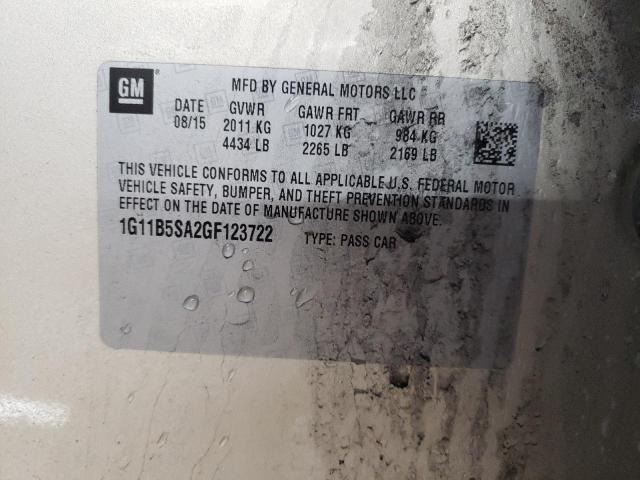 GM
MFD BY GENERAL MOTORS LLC
DATE GVWR GAWR FRT GAWR RR
08/15 2011 KG 1027 KG 984 KG
4434 LB 2265 LB 2169 LB
THIS VEHICLE CONFORMS TO ALL APPLICABLE U.S. FEDERAL MOTOR
VEHICLE SAFETY, BUMPER, AND THEFT PREVENTION STANDARDS IN
EFFECT ON THE DATE OF MANUFACTURE SHOWN ABOVE.
1G11B5SA2GF123722 TYPE: PASS CAR